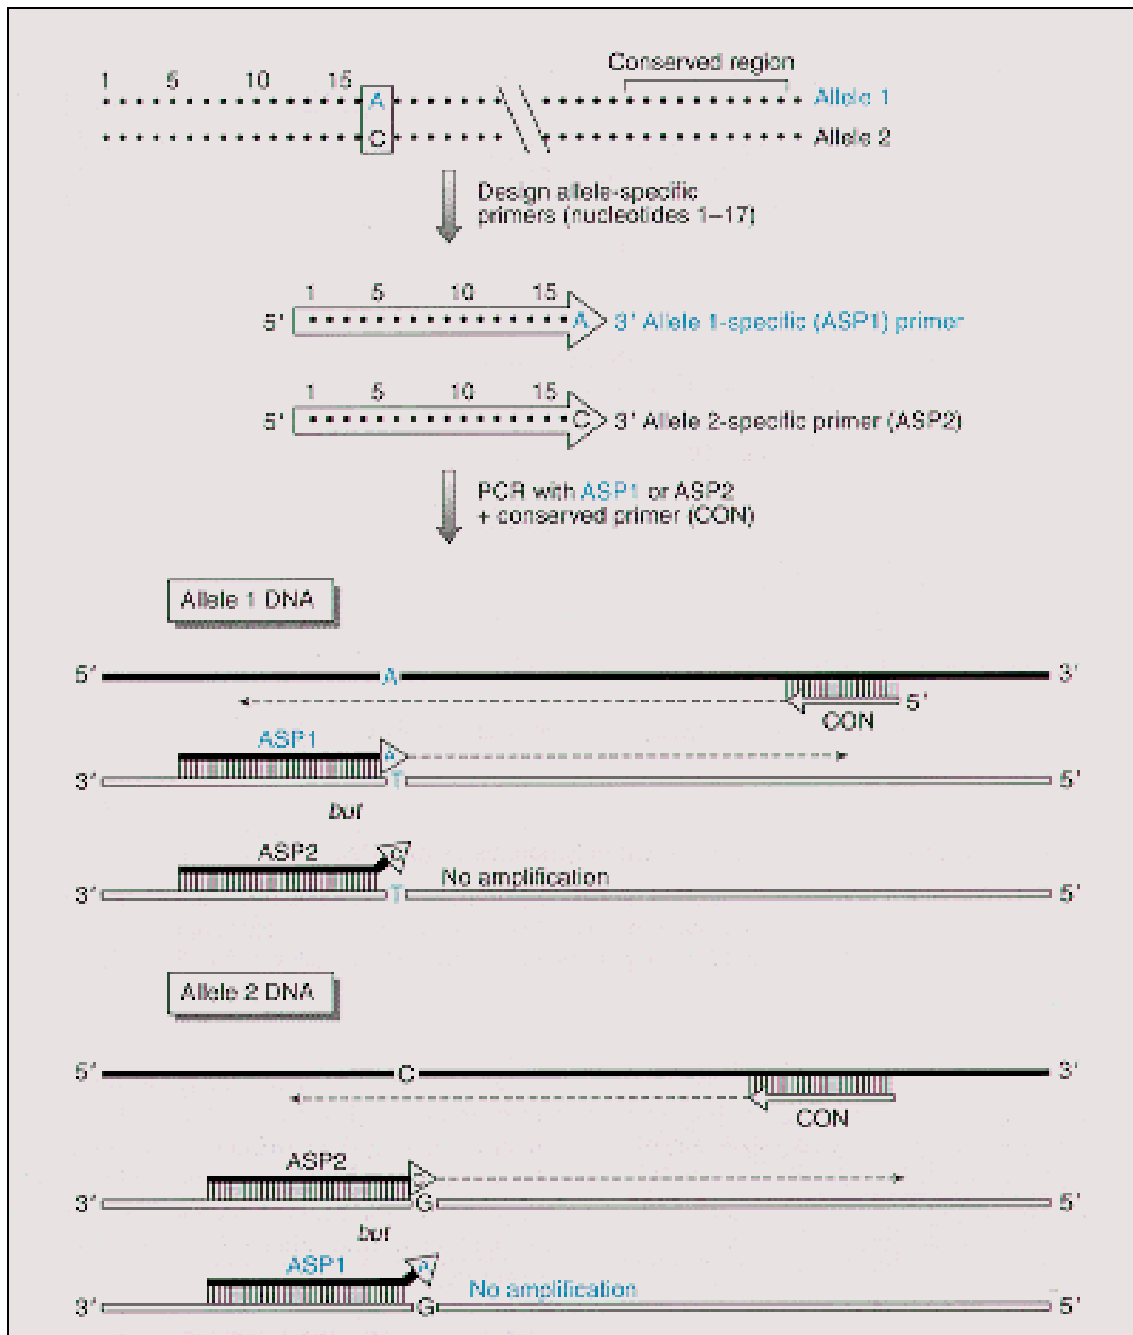 Conserved region
1 5 10 15
A Allele 1
C Allele 2
Design allele-specific
primers (nucleotides 1–17)
1 5 10 15
5' A 3' Allele 1-specific (ASP1) primer
1 5 10 15
5' C 3' Allele 2-specific primer (ASP2)
PCR with ASP1 or ASP2
+ conserved primer (CON)
Allele 1 DNA
5' A 3'
5'
CON
ASP1
A
3' T 5'
but
ASP2
C
No amplification
3' T 5'
Allele 2 DNA
5' C 3'
CON
ASP2
3' G 5'
but
ASP1
A
No amplification
3' G 5'